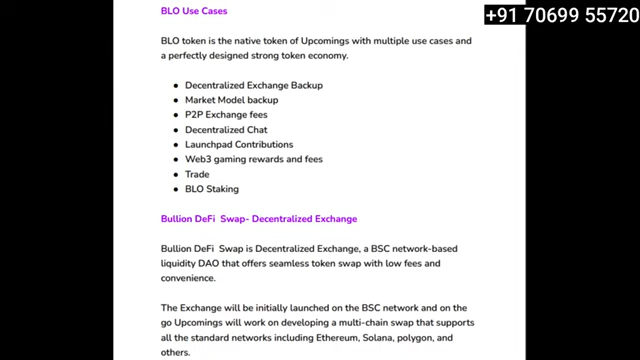 +91 70699 55720
BLO Use Cases
BLO token is the native token of Upcomings with multiple use cases and
a perfectly designed strong token economy.
● Decentralized Exchange Backup
● Market Model backup
● P2P Exchange fees
● Decentralized Chat
● Launchpad Contributions
● Web3 gaming rewards and fees
● Trade
● BLO Staking
Bullion DeFi Swap- Decentralized Exchange
Bullion DeFi Swap is Decentralized Exchange, a BSC network-based
liquidity DAO that offers seamless token swap with low fees and
convenience.
The Exchange will be initially launched on the BSC network and on the
go Upcomings will work on developing a multi-chain swap that supports
all the standard networks including Ethereum, Solana, polygon, and
others.